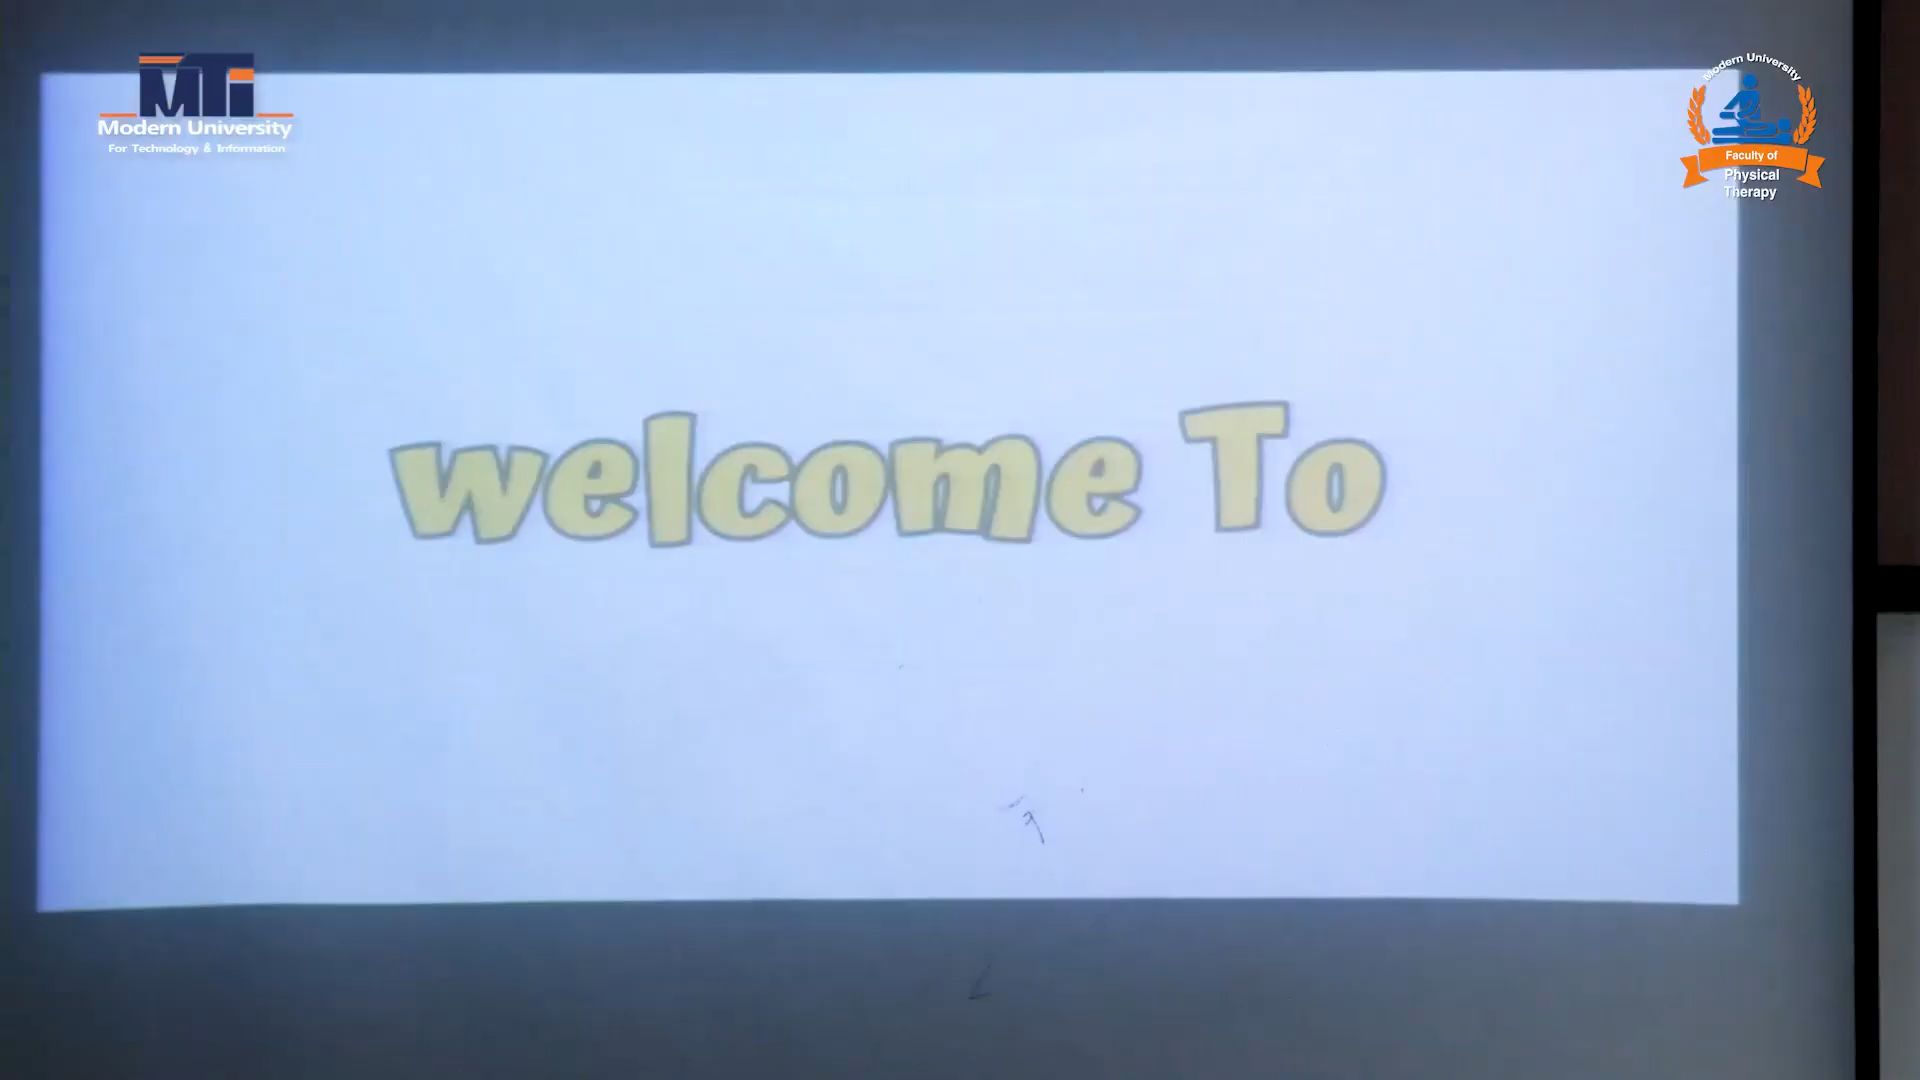 MTi
Modern University
For Technology & Information
Modern University
Faculty of
Physical
Therapy
welcome To